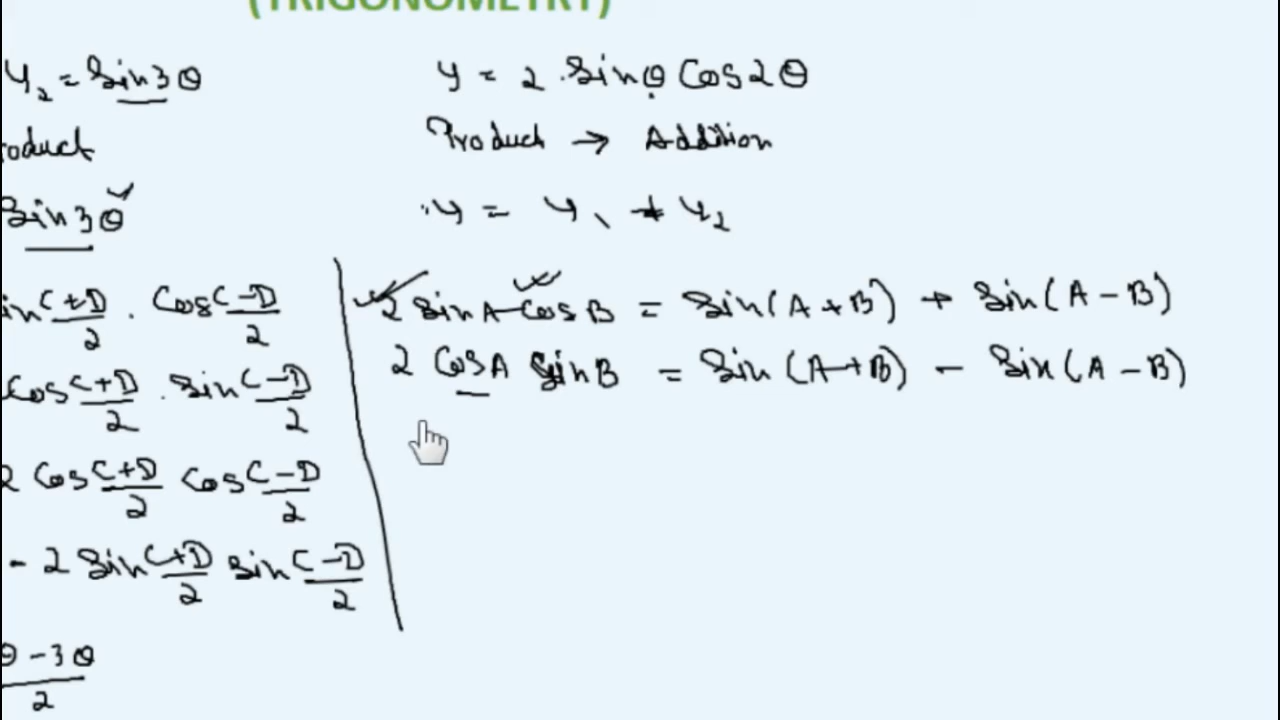 (TRIGONOMETRY)
y₂ = sin3θ
oduct
sin3θ
in C+D/2 . cos C-D/2
cos C+D/2 . sin C-D/2
2 cos C+D/2 cos C-D/2
- 2 sin C+D/2 sin C-D/2
θ - 3θ/2
y = 2 . sinθ cos2θ
Product → Addition
y = y₁ + y₂
2 sinA cosB = sin(A+B) + sin(A-B)
2 cosA sinB = sin(A+B) - sin(A-B)